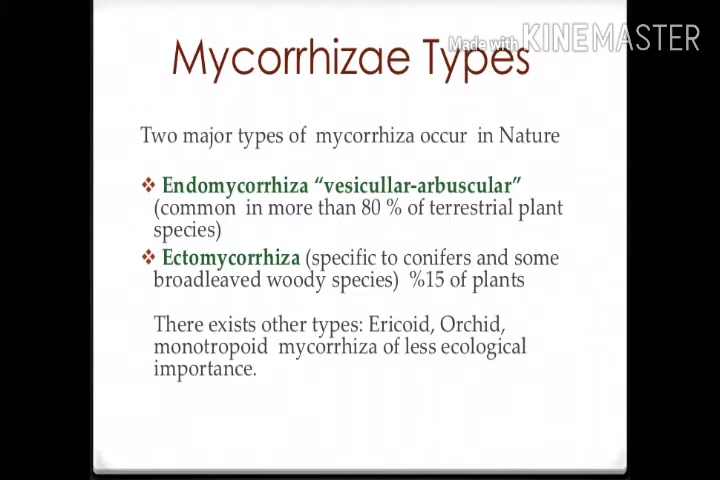 Made with KINEMASTER
Mycorrhizae Types
Two major types of mycorrhiza occur in Nature
❖ Endomycorrhiza “vesicullar-arbuscular”
(common in more than 80 % of terrestrial plant
species)
❖ Ectomycorrhiza (specific to conifers and some
broadleaved woody species) %15 of plants
There exists other types: Ericoid, Orchid,
monotropoid mycorrhiza of less ecological
importance.